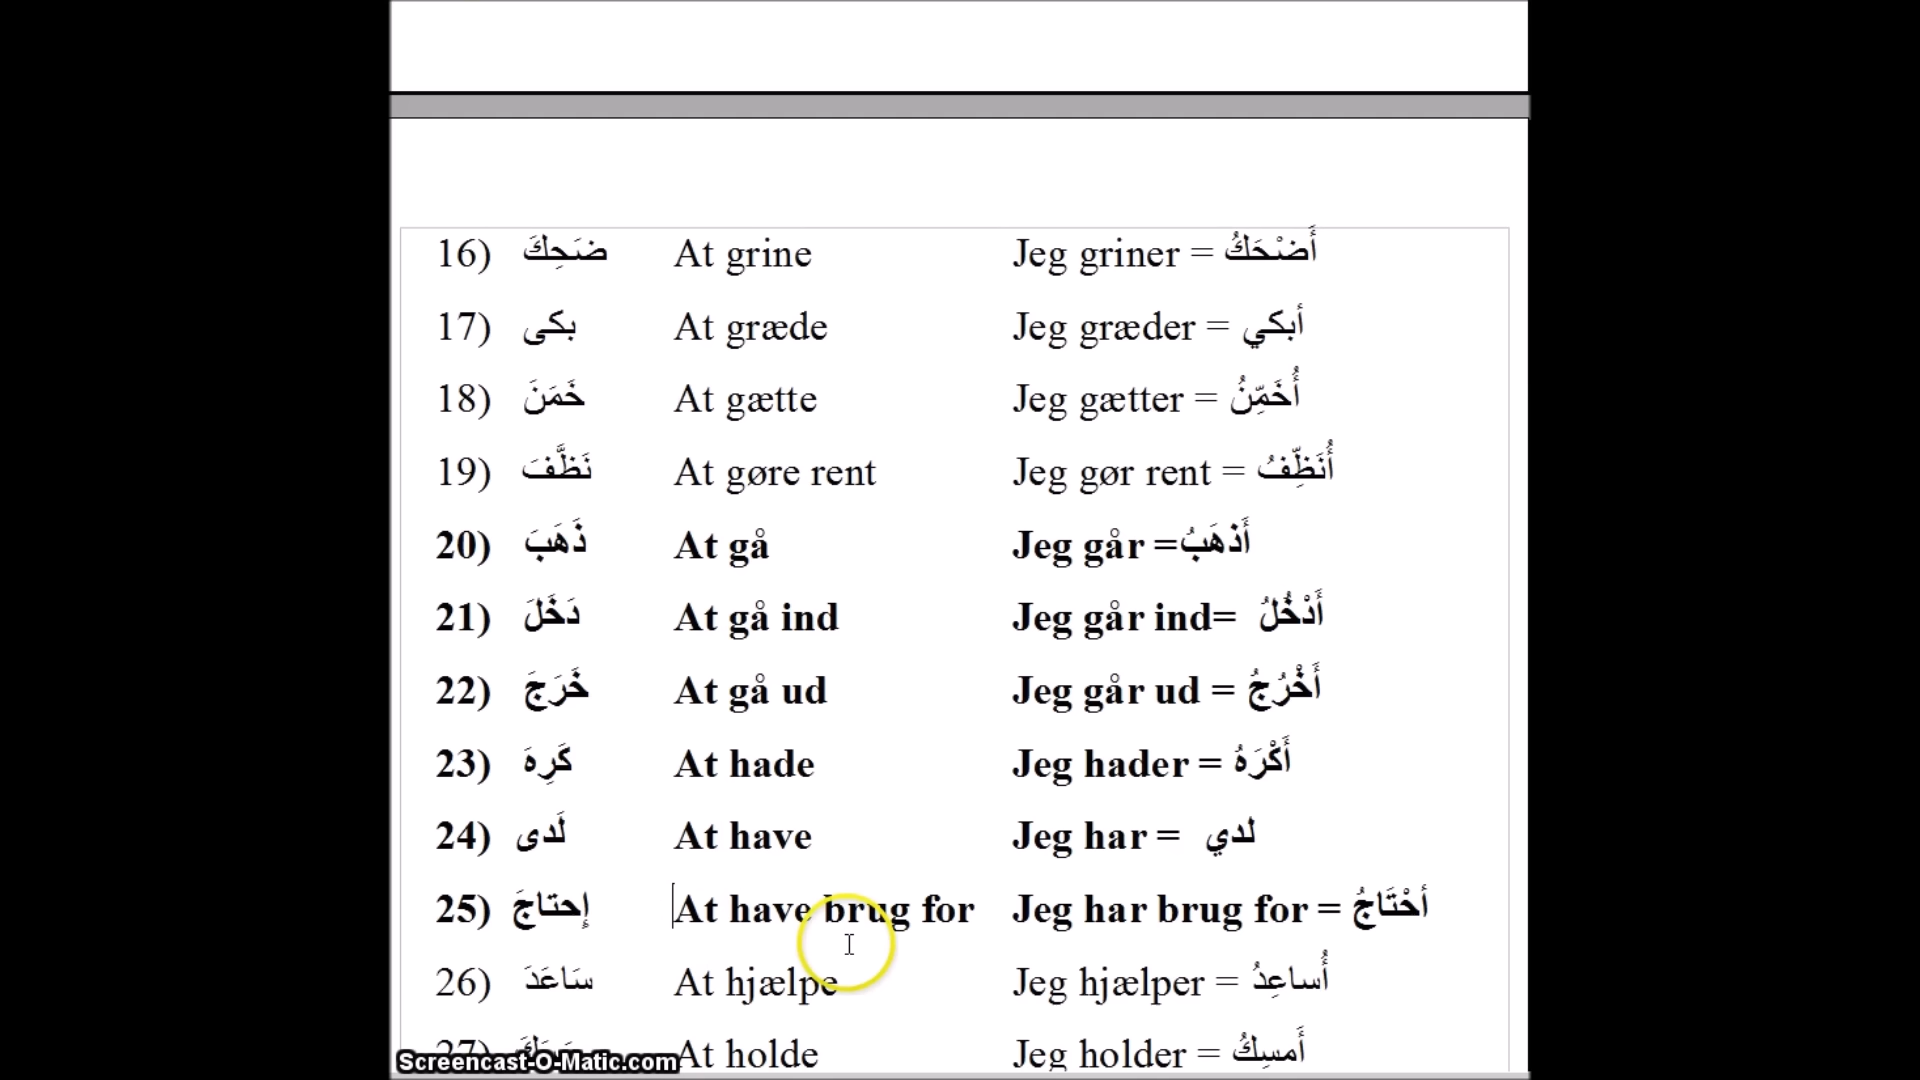 16) ضَحِكَ At grine Jeg griner = أَضْحَكُ
17) بكى At græde Jeg græder = أبكي
18) خَمَنَ At gætte Jeg gætter = أُخَمِّنُ
19) نَظَّفَ At gøre rent Jeg gør rent = أُنَظِّفُ
20) ذَهَبَ At gå Jeg går =أَذهَبُ
21) دَخَلَ At gå ind Jeg går ind= أَدْخُلُ
22) خَرَجَ At gå ud Jeg går ud = أَخْرُجُ
23) كَرِهَ At hade Jeg hader = أَكْرَهُ
24) لَدى At have Jeg har = لدي
25) إِحتاجَ At have brug for Jeg har brug for = أحْتَاجُ
26) سَاعَدَ At hjælpe Jeg hjælper = أُساعِدُ
27) At holde Jeg holder = أَمسِكُ
Screencast-O-Matic.com